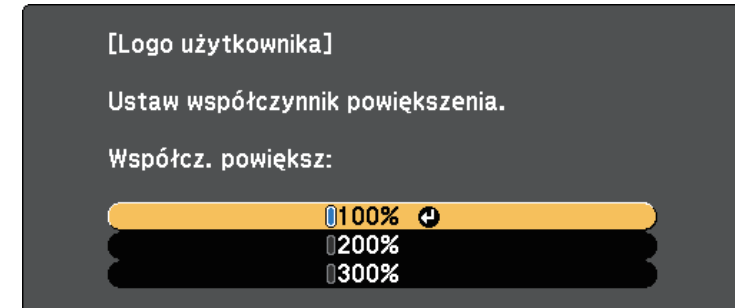 [Logo użytkownika]
Ustaw współczynnik powiększenia.
Współcz. powiększ:
100%
200%
300%